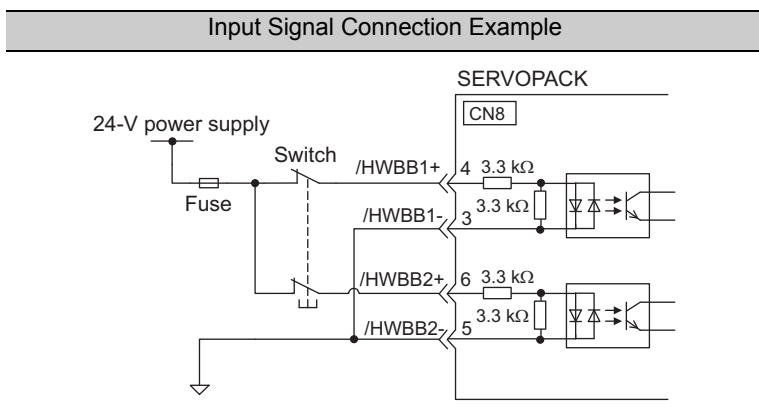 Input Signal Connection Example
SERVOPACK
CN8
24-V power supply
Switch
Fuse
/HWBB1+ 4 3.3 kΩ
3.3 kΩ
/HWBB1- 3
/HWBB2+ 6 3.3 kΩ
3.3 kΩ
/HWBB2- 5